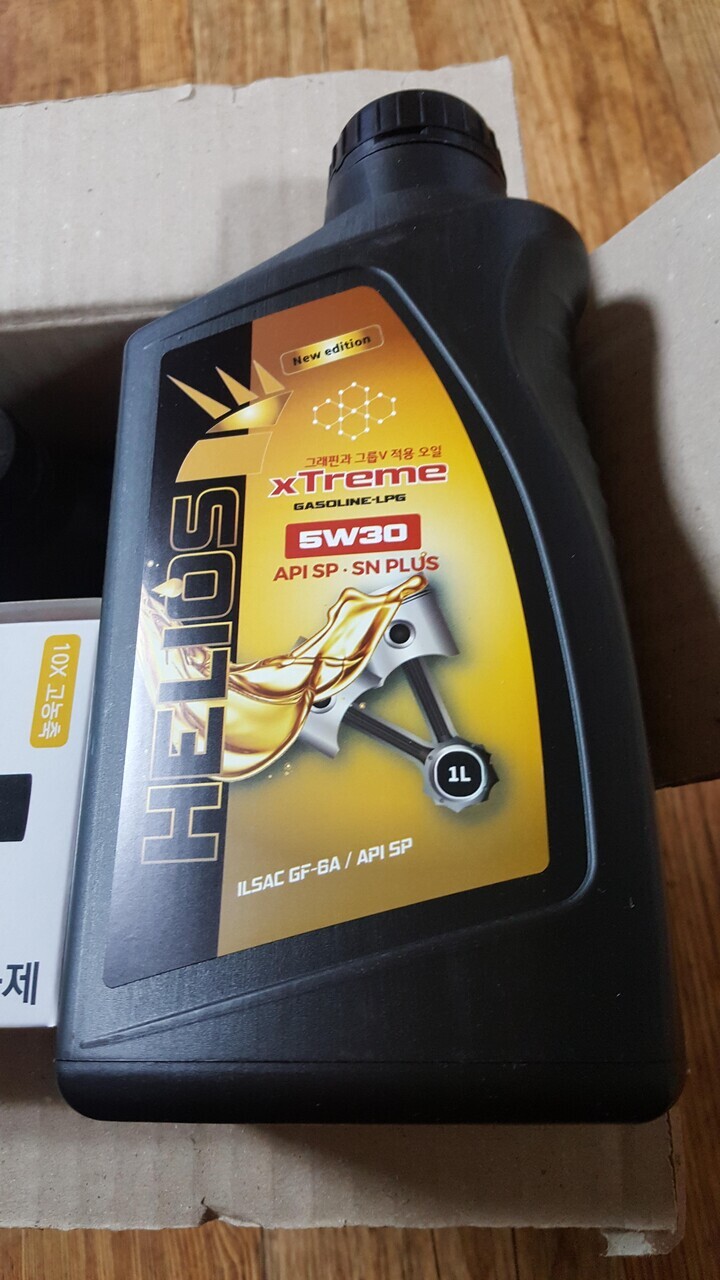 New edition
그래핀과 그룹V 적용 오일
xTreme
GASOLINE·LPG
5W30
API SP · SN PLUS
HELIOS
1L
ILSAC GF-6A / API SP
10X 고농축
제